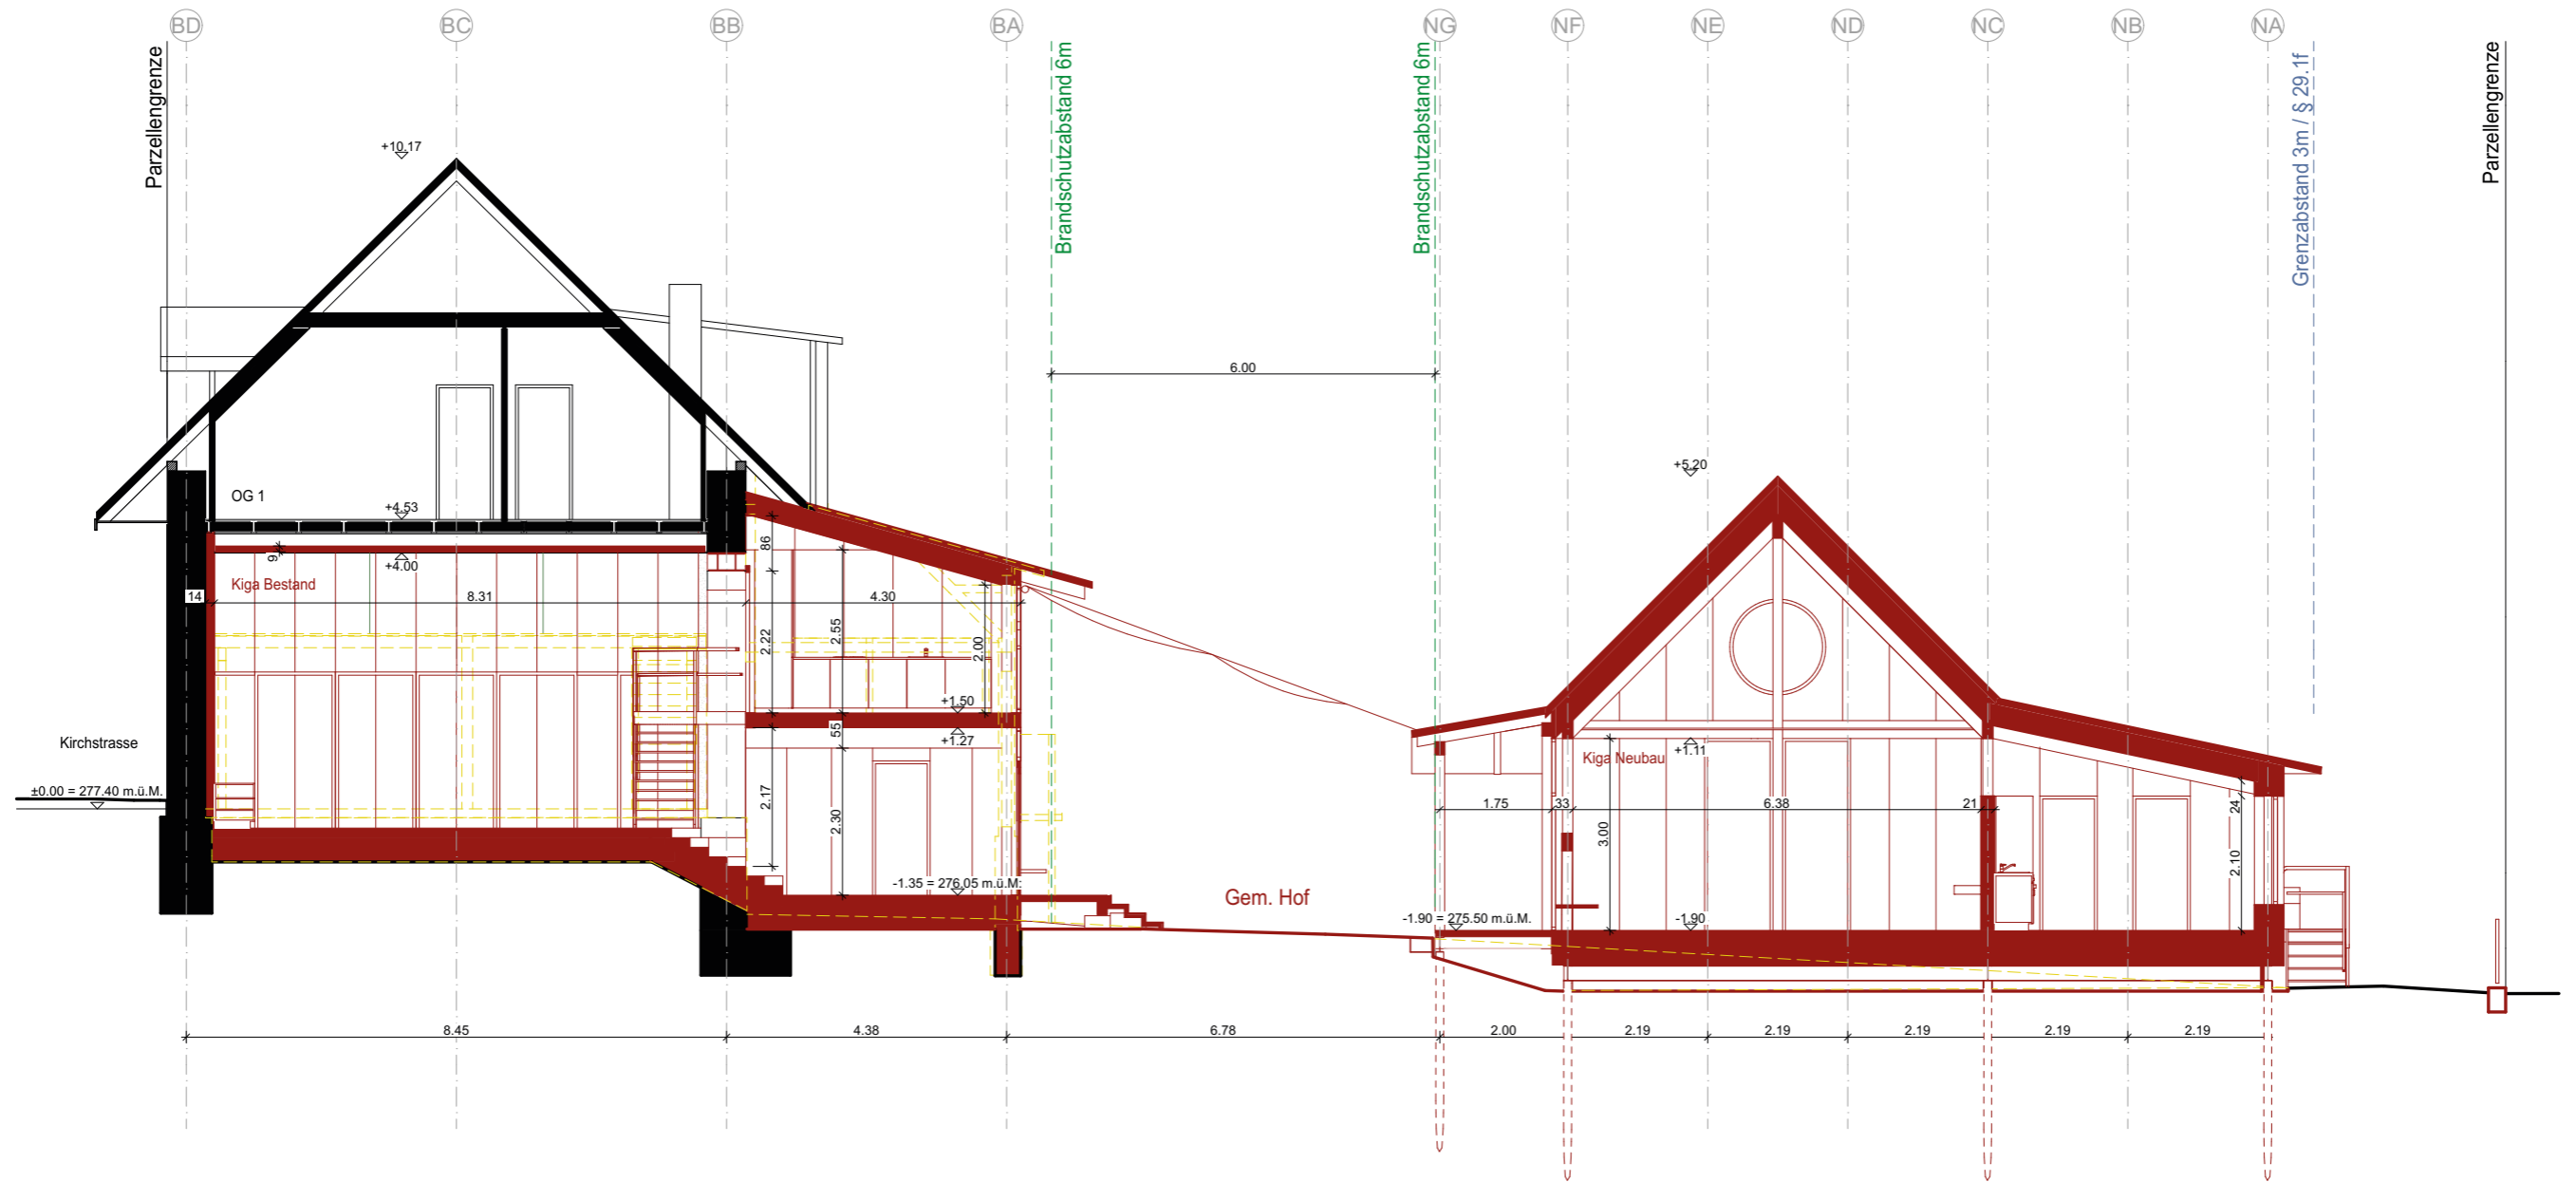 BD BC BB BA NG NF NE ND NC NB NA
Parzellengrenze
Brandschutzabstand 6m
Brandschutzabstand 6m
Grenzabstand 3m / § 29.1f
Parzellengrenze
+10.17
6.00
+5.20
OG 1
+4.53
9
+4.00
86
Kiga Bestand
14
8.31
4.30
2.22
2.55
2.00
+1.50
55
+1.27
Kirchstrasse
±0.00 = 277.40 m.ü.M.
2.17
2.30
-1.35 = 276.05 m.ü.M.
Gem. Hof
-1.90 = 275.50 m.ü.M.
+1.11
Kiga Neubau
1.75
33
6.38
21
3.00
24
2.10
-1.90
8.45
4.38
6.78
2.00
2.19
2.19
2.19
2.19
2.19